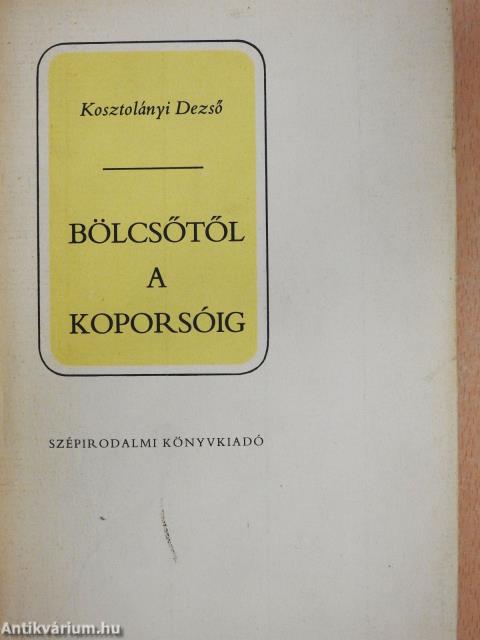 Kosztolányi Dezső
BÖLCSŐTŐL
A
KOPORSÓIG
SZÉPIRODALMI KÖNYVKIADÓ
Antikvárium.hu